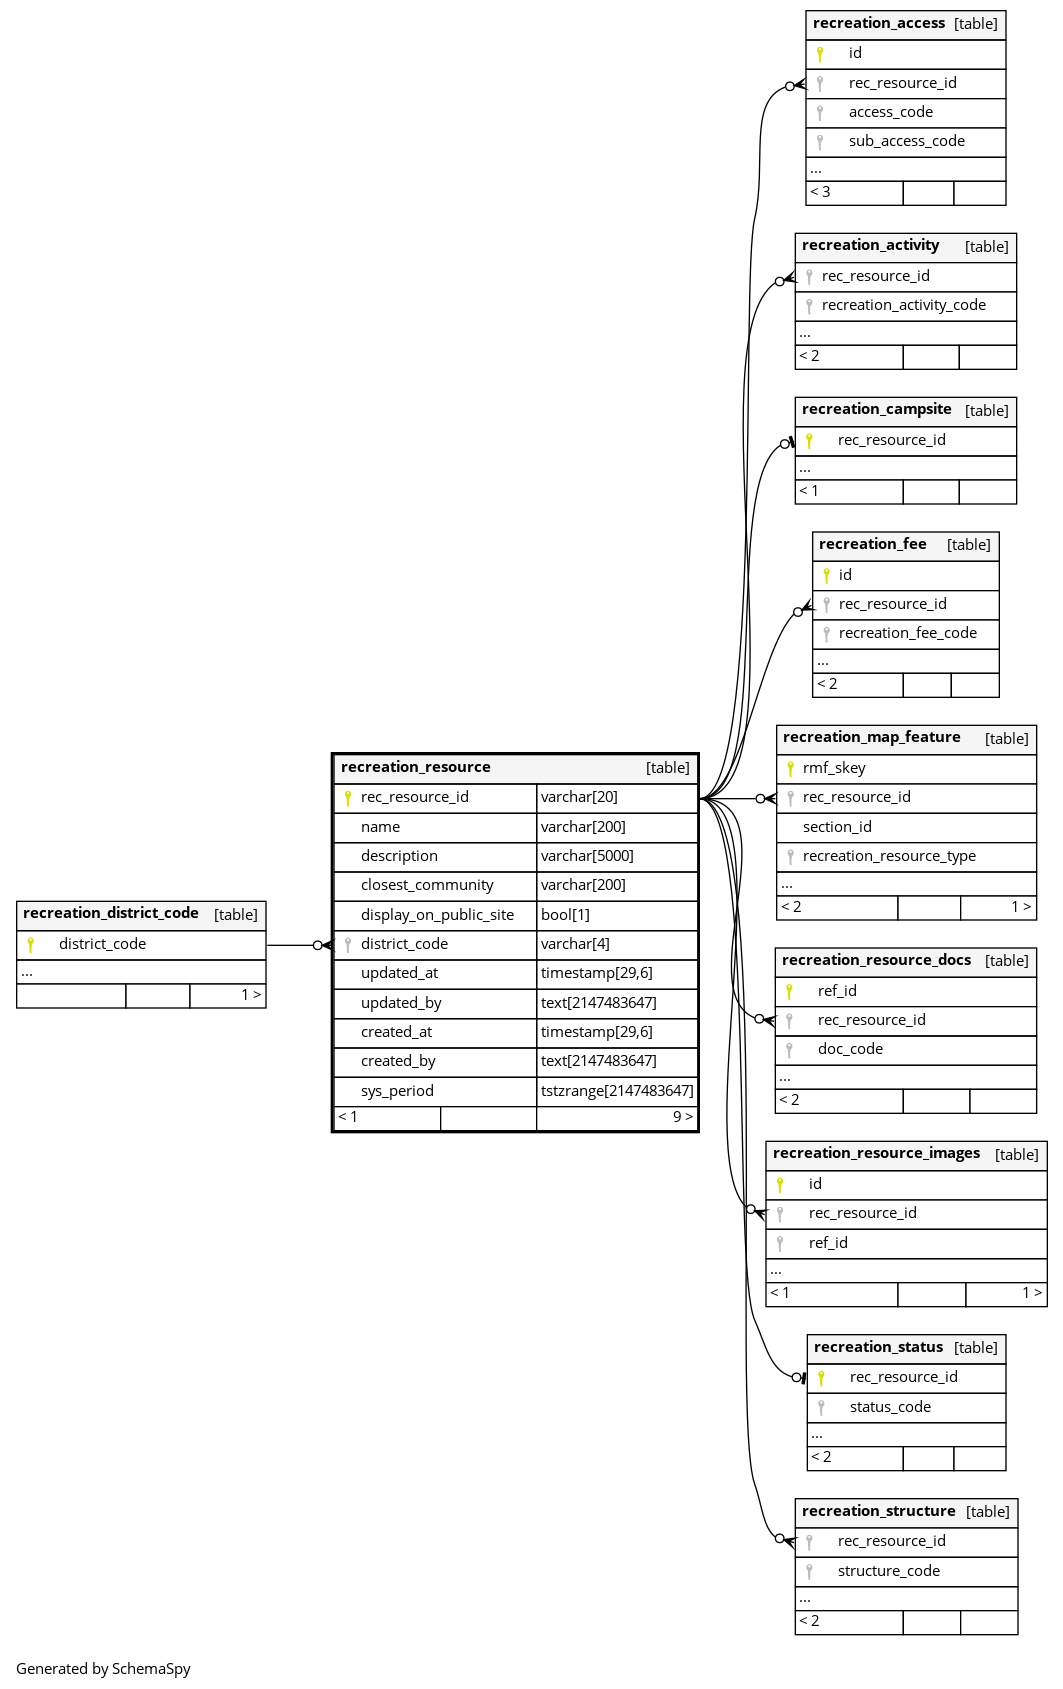 recreation_access [table]
id
rec_resource_id
access_code
sub_access_code
...
< 3
recreation_activity [table]
rec_resource_id
recreation_activity_code
...
< 2
recreation_campsite [table]
rec_resource_id
...
< 1
recreation_fee [table]
id
rec_resource_id
recreation_fee_code
...
< 2
recreation_map_feature [table]
rmf_skey
rec_resource_id
section_id
recreation_resource_type
...
< 2 1 >
recreation_resource [table]
rec_resource_id varchar[20]
name varchar[200]
description varchar[5000]
closest_community varchar[200]
display_on_public_site bool[1]
district_code varchar[4]
updated_at timestamp[29,6]
updated_by text[2147483647]
created_at timestamp[29,6]
created_by text[2147483647]
sys_period tstzrange[2147483647]
< 1 9 >
recreation_district_code [table]
district_code
...
1 >
recreation_resource_docs [table]
ref_id
rec_resource_id
doc_code
...
< 2
recreation_resource_images [table]
id
rec_resource_id
ref_id
...
< 1 1 >
recreation_status [table]
rec_resource_id
status_code
...
< 2
recreation_structure [table]
rec_resource_id
structure_code
...
< 2
Generated by SchemaSpy